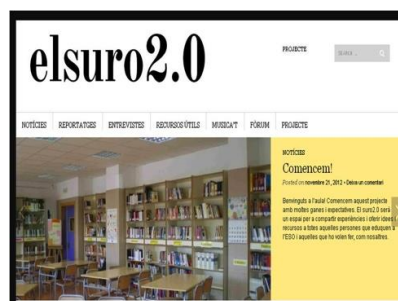 elsuro2.0
PROJECTE
NOTÍCIES REPORTATGES ENTREVISTES RECURSOS ÚTILS MUSICA'T FÒRUM PROJECTE
NOTÍCIES
Comencem!
Posted on novembre 21, 2012 • Deixa un comentari
Benvinguts a l'aula! Comencem aquest projecte
amb moltes ganes i expectatives. El suro2.0 serà
un espai per a compartir experiències i oferir idees i
recursos a totes aquelles persones que eduquen a
l'ESO i aquelles que ho volen fer, com nosaltres.